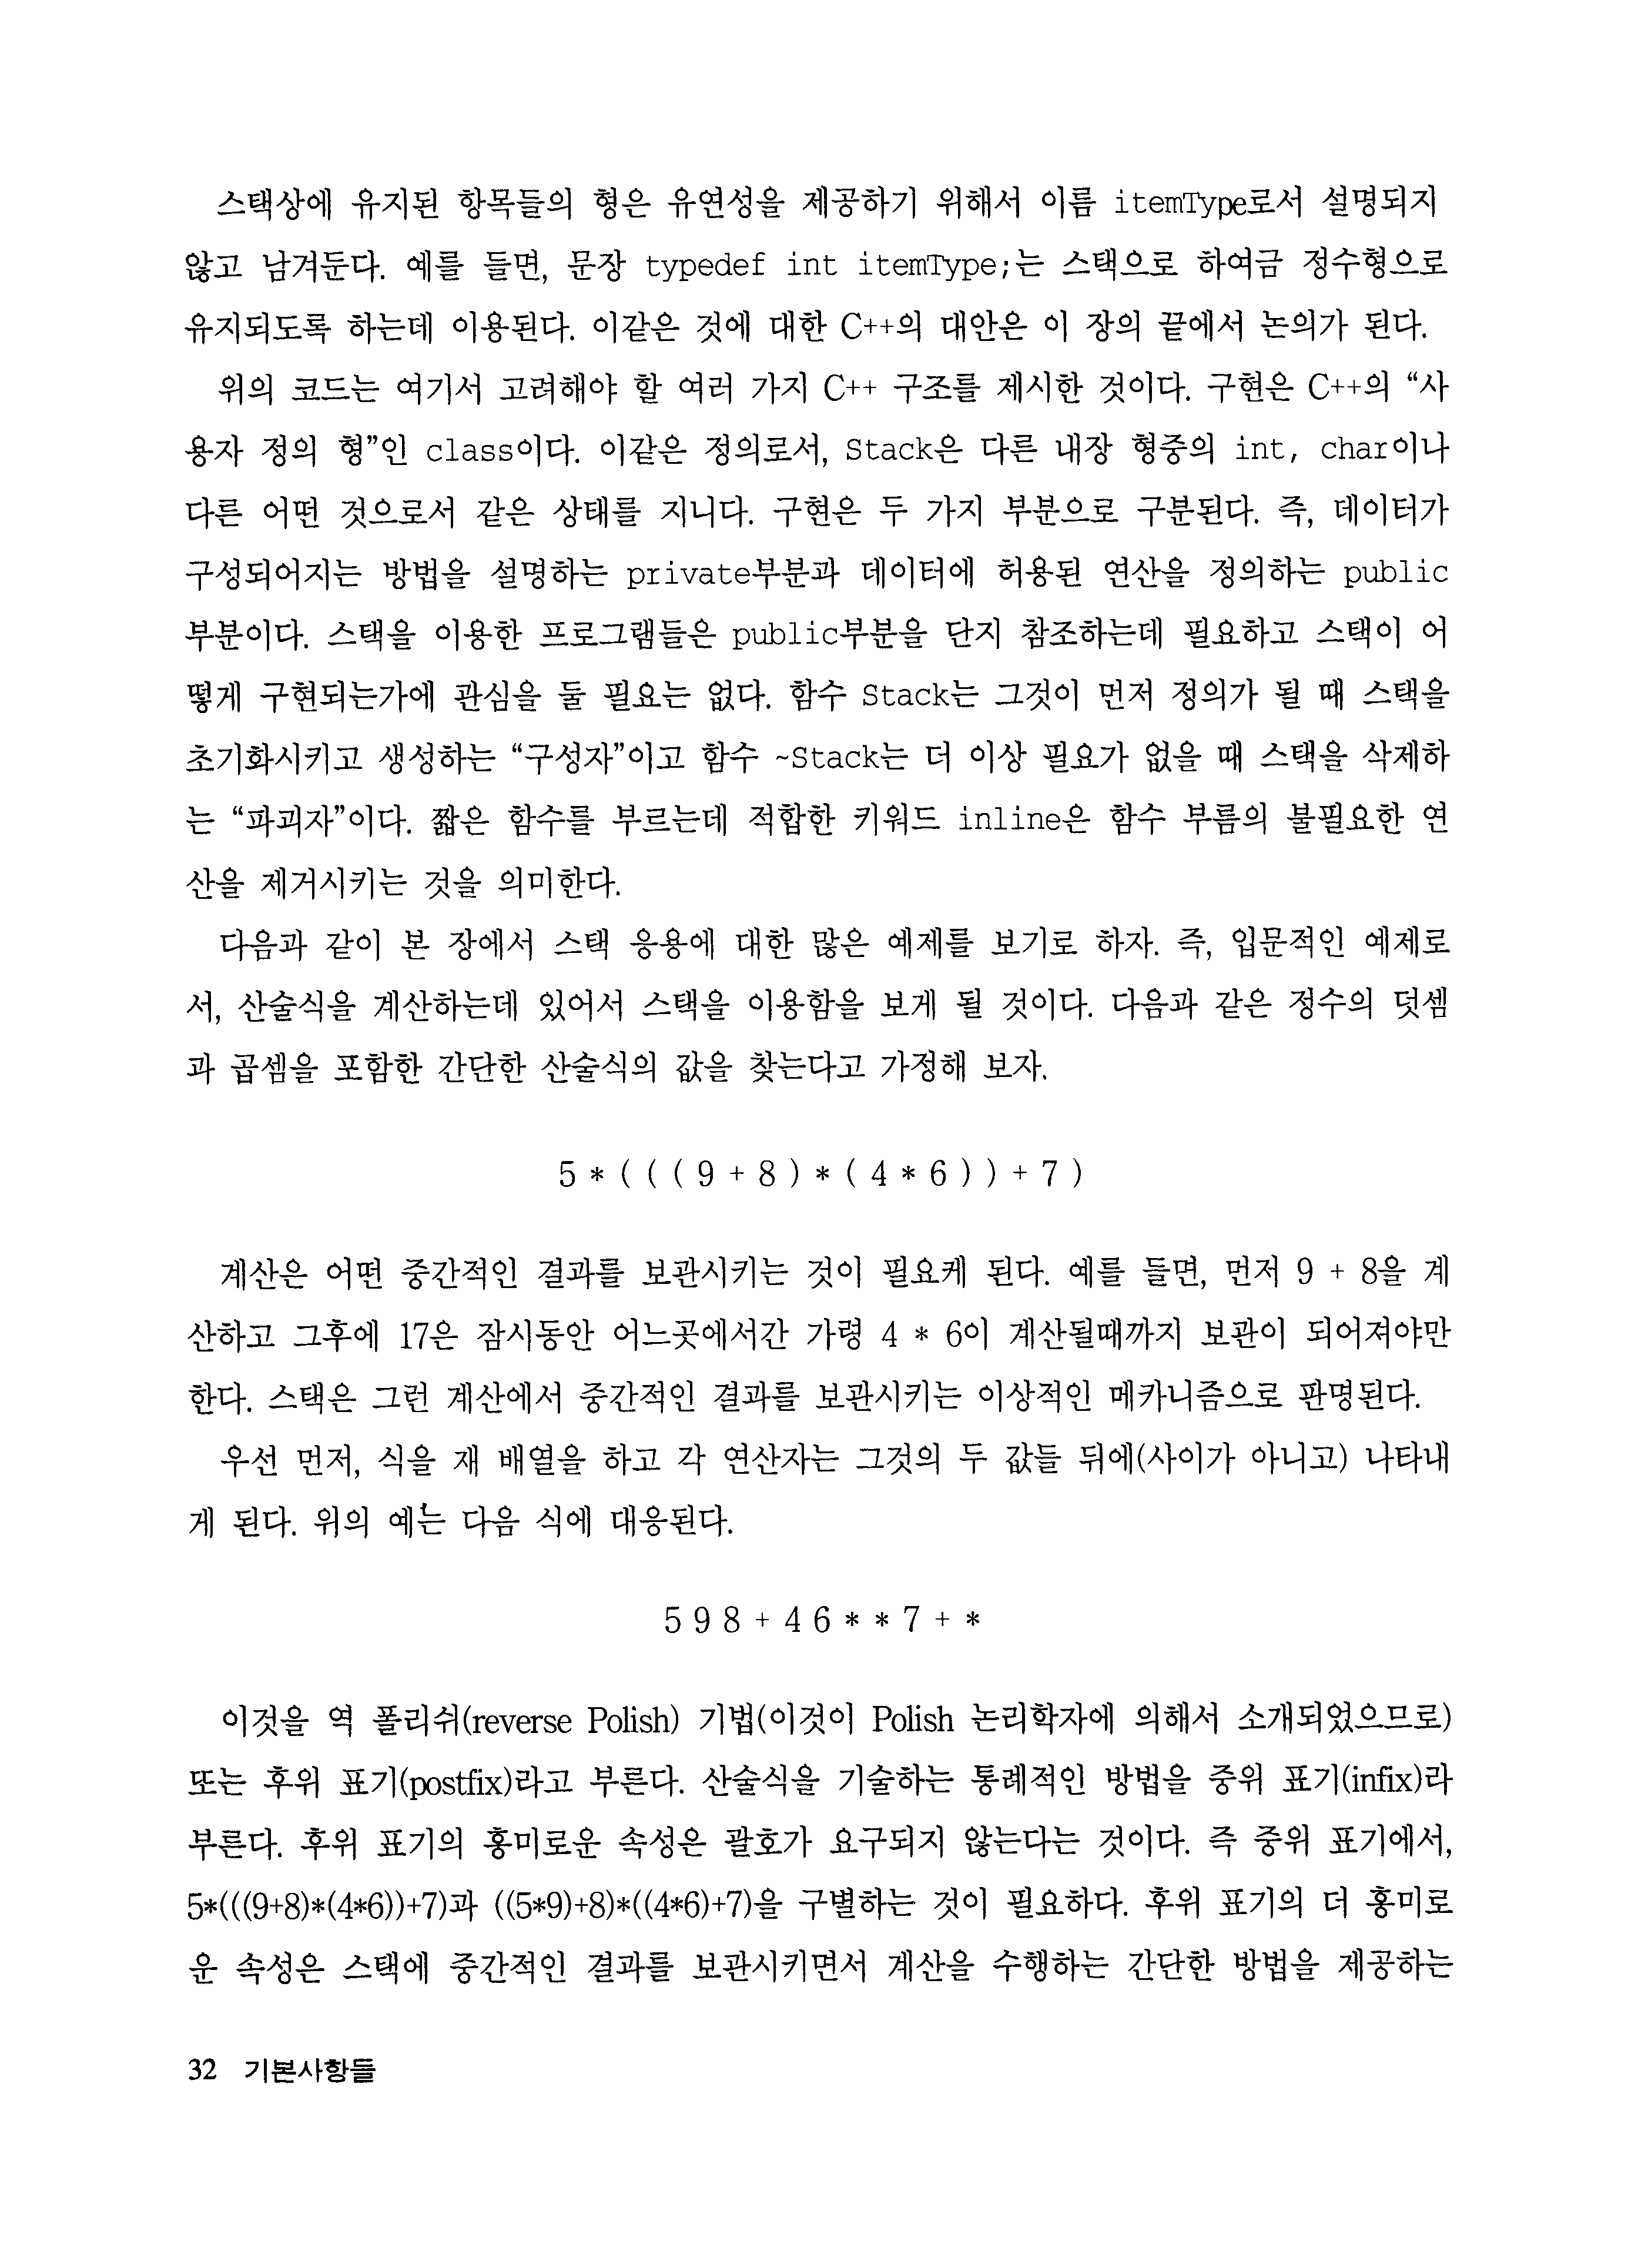 스택상에 유지된 항목들의 형은 유연성을 제공하기 위해서 이름 itemType로서 설명되지
않고 남겨둔다. 예를 들면, 문장 typedef int itemType;는 스택으로 하여금 정수형으로
유지되도록 하는데 이용된다. 이같은 것에 대한 C++의 대안은 이 장의 끝에서 논의가 된다.
위의 코드는 여기서 고려해야 할 여러 가지 C++ 구조를 제시한 것이다. 구현은 C++의 “사
용자 정의 형”인 class이다. 이같은 정의로서, Stack은 다른 내장 형중의 int, char이나
다른 어떤 것으로서 같은 상태를 지니다. 구현은 두 가지 부분으로 구분된다. 즉, 데이터가
구성되어지는 방법을 설명하는 private부분과 데이터에 허용된 연산을 정의하는 public
부분이다. 스택을 이용한 프로그램들은 public부분을 단지 참조하는데 필요하고 스택이 어
떻게 구현되는가에 관심을 둘 필요는 없다. 함수 Stack는 그것이 먼저 정의가 될 때 스택을
초기화시키고 생성하는 “구성자”이고 함수 ~Stack는 더 이상 필요가 없을 때 스택을 삭제하
는 “파괴자”이다. 짧은 함수를 부르는데 적합한 키워드 inline은 함수 부름의 불필요한 연
산을 제거시키는 것을 의미한다.
다음과 같이 본 장에서 스택 응용에 대한 많은 예제를 보기로 하자. 즉, 입문적인 예제로
서, 산술식을 계산하는데 있어서 스택을 이용함을 보게 될 것이다. 다음과 같은 정수의 덧셈
과 곱셈을 포함한 간단한 산술식의 값을 찾는다고 가정해 보자.
5 * ( ( ( 9 + 8 ) * ( 4 * 6 ) ) + 7 )
계산은 어떤 중간적인 결과를 보관시키는 것이 필요케 된다. 예를 들면, 먼저 9 + 8을 계
산하고 그후에 17은 잠시동안 어느곳에서간 가령 4 * 6이 계산될때까지 보관이 되어져야만
한다. 스택은 그런 계산에서 중간적인 결과를 보관시키는 이상적인 메카니즘으로 판명된다.
우선 먼저, 식을 재 배열을 하고 각 연산자는 그것의 두 값들 뒤에(사이가 아니고) 나타내
게 된다. 위의 예는 다음 식에 대응된다.
5 9 8 + 4 6 * * 7 + *
이것을 역 폴리쉬(reverse Polish) 기법(이것이 Polish 논리학자에 의해서 소개되었으므로)
또는 후위 표기(postfix)라고 부른다. 산술식을 기술하는 통례적인 방법을 중위 표기(infix)라
부른다. 후위 표기의 흥미로운 속성은 괄호가 요구되지 않는다는 것이다. 즉 중위 표기에서,
5*(((9+8)*(4*6))+7)과 ((5*9)+8)*((4*6)+7)을 구별하는 것이 필요하다. 후위 표기의 더 흥미로
운 속성은 스택에 중간적인 결과를 보관시키면서 계산을 수행하는 간단한 방법을 제공하는
32 기본사항들